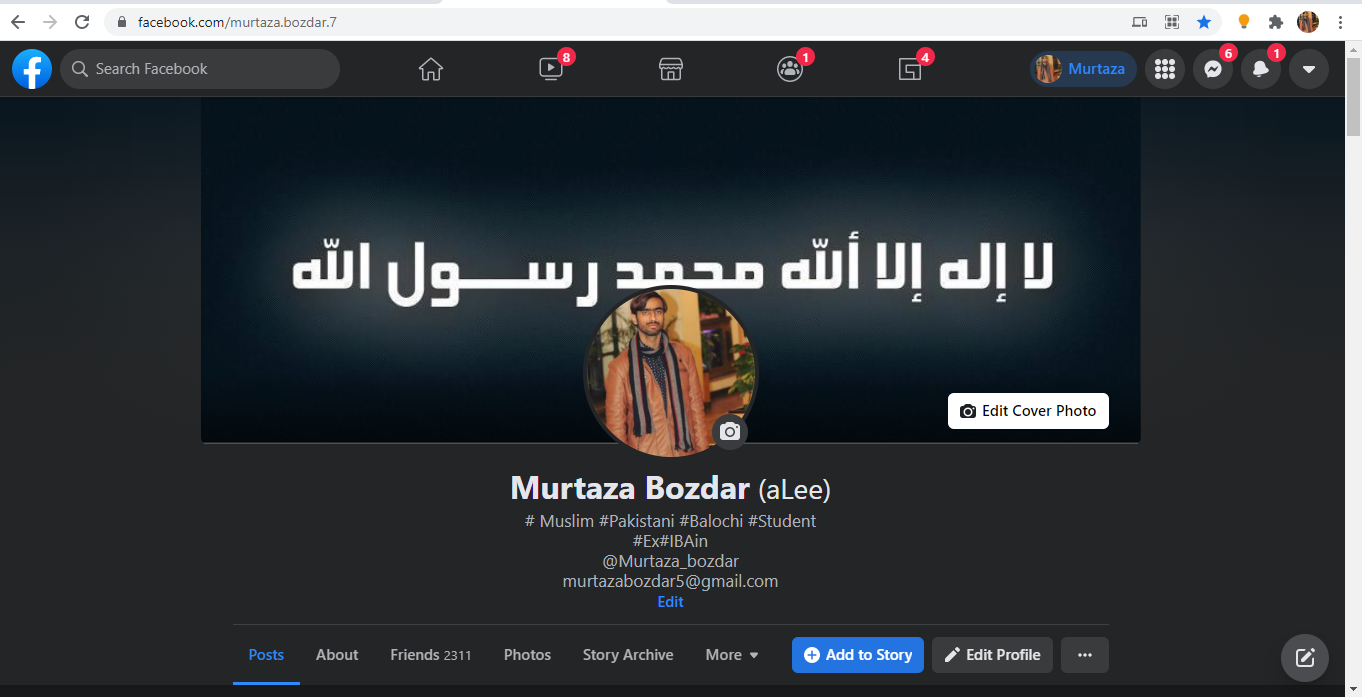 facebook.com/murtaza.bozdar.7
Search Facebook
8
1
4
Murtaza
6
1
لا إله إلا ألله محمد رسـول الله
Edit Cover Photo
Murtaza Bozdar (aLee)
# Muslim #Pakistani #Balochi #Student
#Ex#IBAin
@Murtaza_bozdar
murtazabozdar5@gmail.com
Edit
Posts About Friends 2311 Photos Story Archive More Add to Story Edit Profile